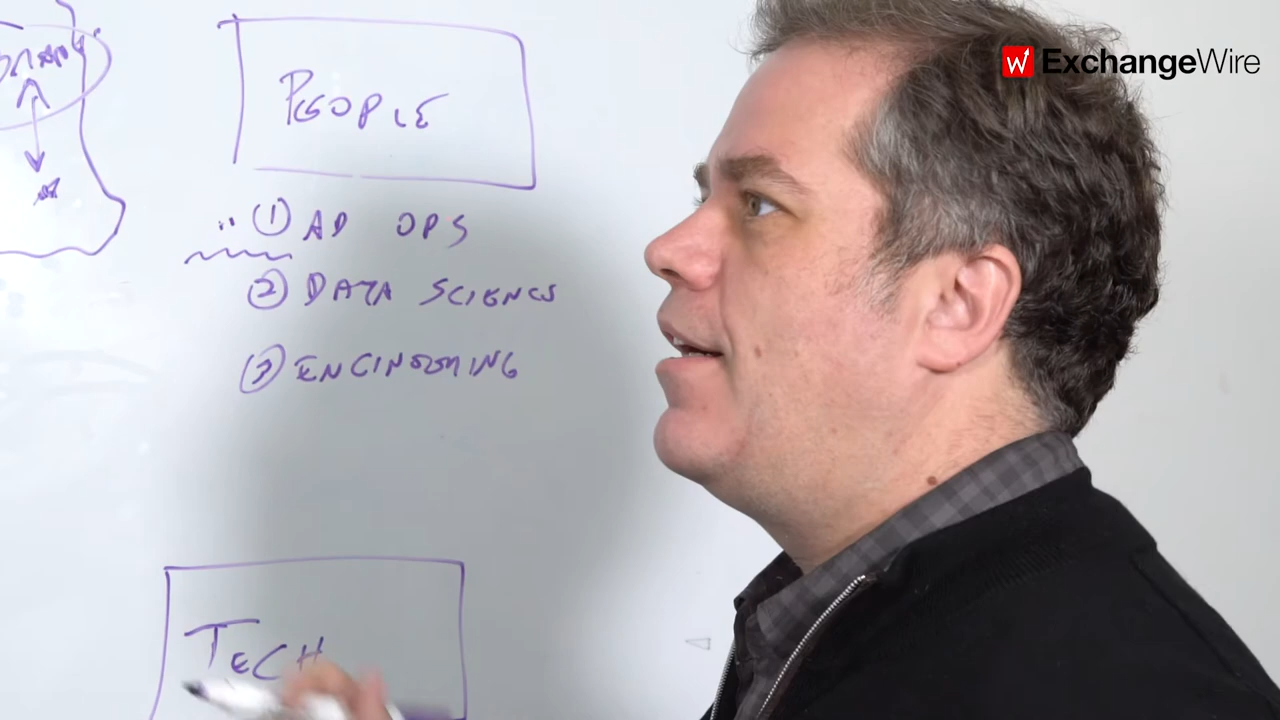 ExchangeWire
PEOPLE
① AD OPS
② DATA SCIENCE
③ ENGINEERING
TECH